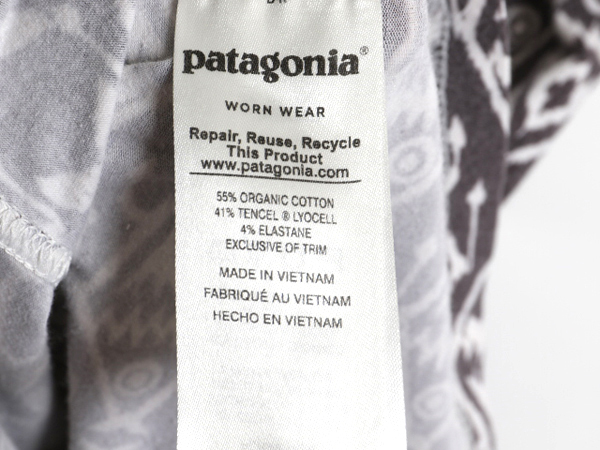 patagonia®
WORN WEAR
Repair, Reuse, Recycle
This Product
www.patagonia.com
55% ORGANIC COTTON
41% TENCEL ® LYOCELL
4% ELASTANE
EXCLUSIVE OF TRIM
MADE IN VIETNAM
FABRIQUÉ AU VIETNAM
HECHO EN VIETNAM